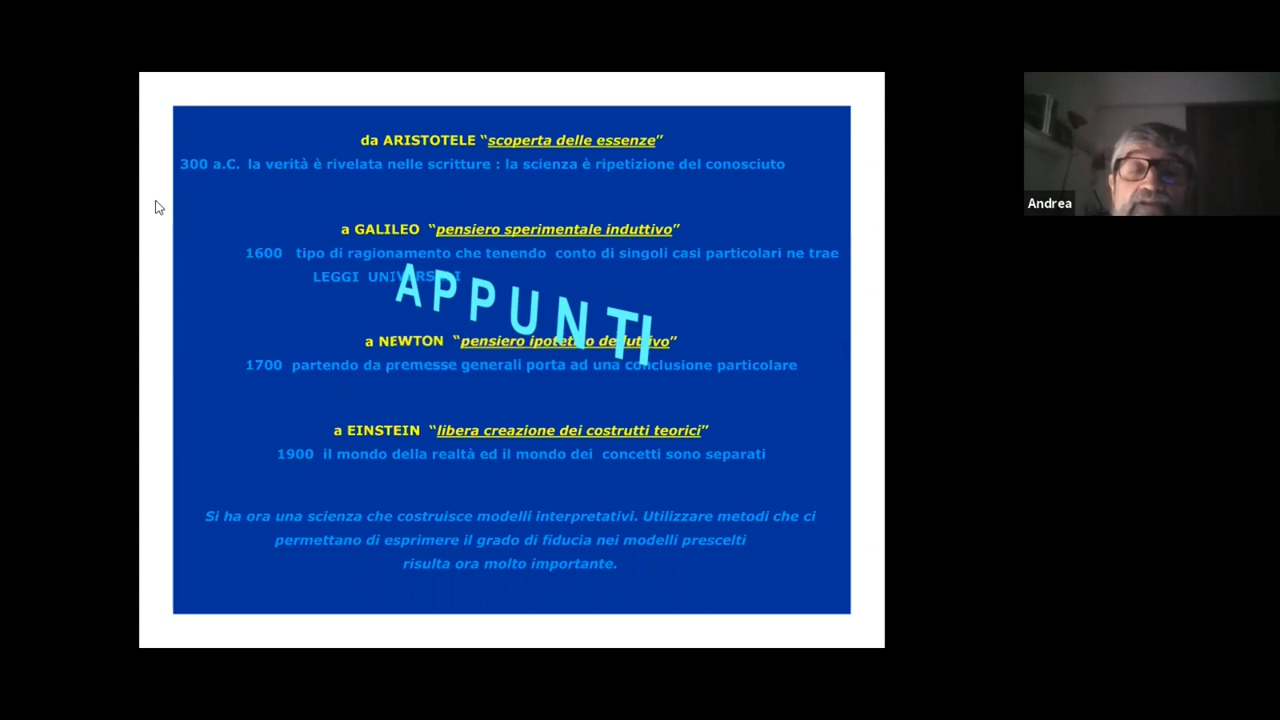 da ARISTOTELE “scoperta delle essenze”
300 a.C. la verità è rivelata nelle scritture : la scienza è ripetizione del conosciuto
a GALILEO “pensiero sperimentale induttivo”
1600 tipo di ragionamento che tenendo conto di singoli casi particolari ne trae
LEGGI UNIVERSALI
APPUNTI
a NEWTON “pensiero ipotetico deduttivo”
1700 partendo da premesse generali porta ad una conclusione particolare
a EINSTEIN “libera creazione dei costrutti teorici”
1900 il mondo della realtà ed il mondo dei concetti sono separati
Si ha ora una scienza che costruisce modelli interpretativi. Utilizzare metodi che ci
permettano di esprimere il grado di fiducia nei modelli prescelti
risulta ora molto importante.
Andrea